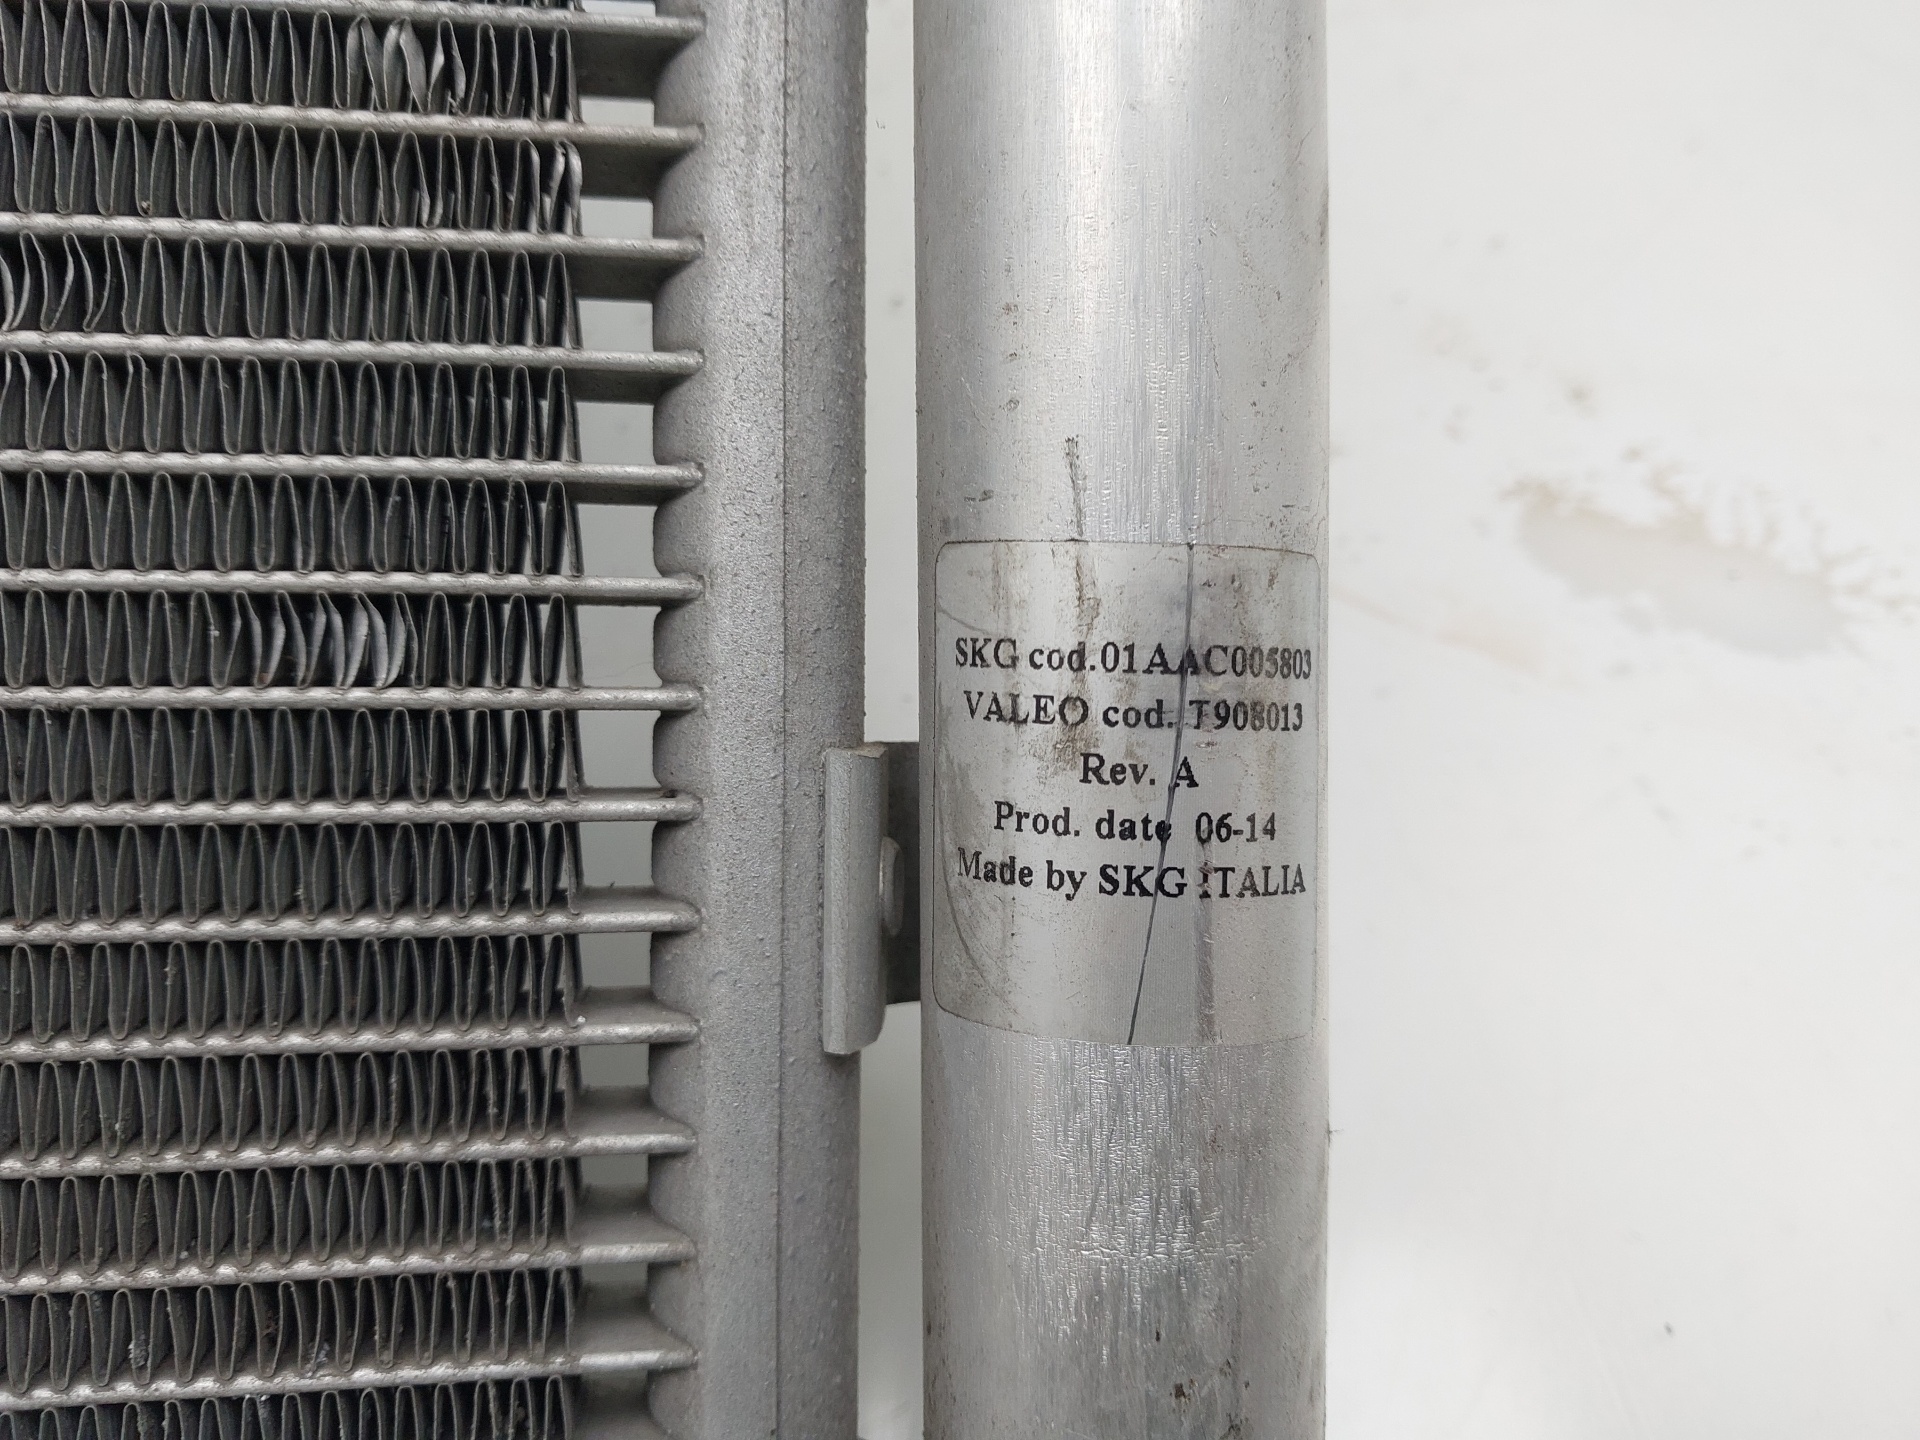 SKG cod.01AAC005803
VALEO cod. T908013
Rev. A
Prod. date 06-14
Made by SKG ITALIA